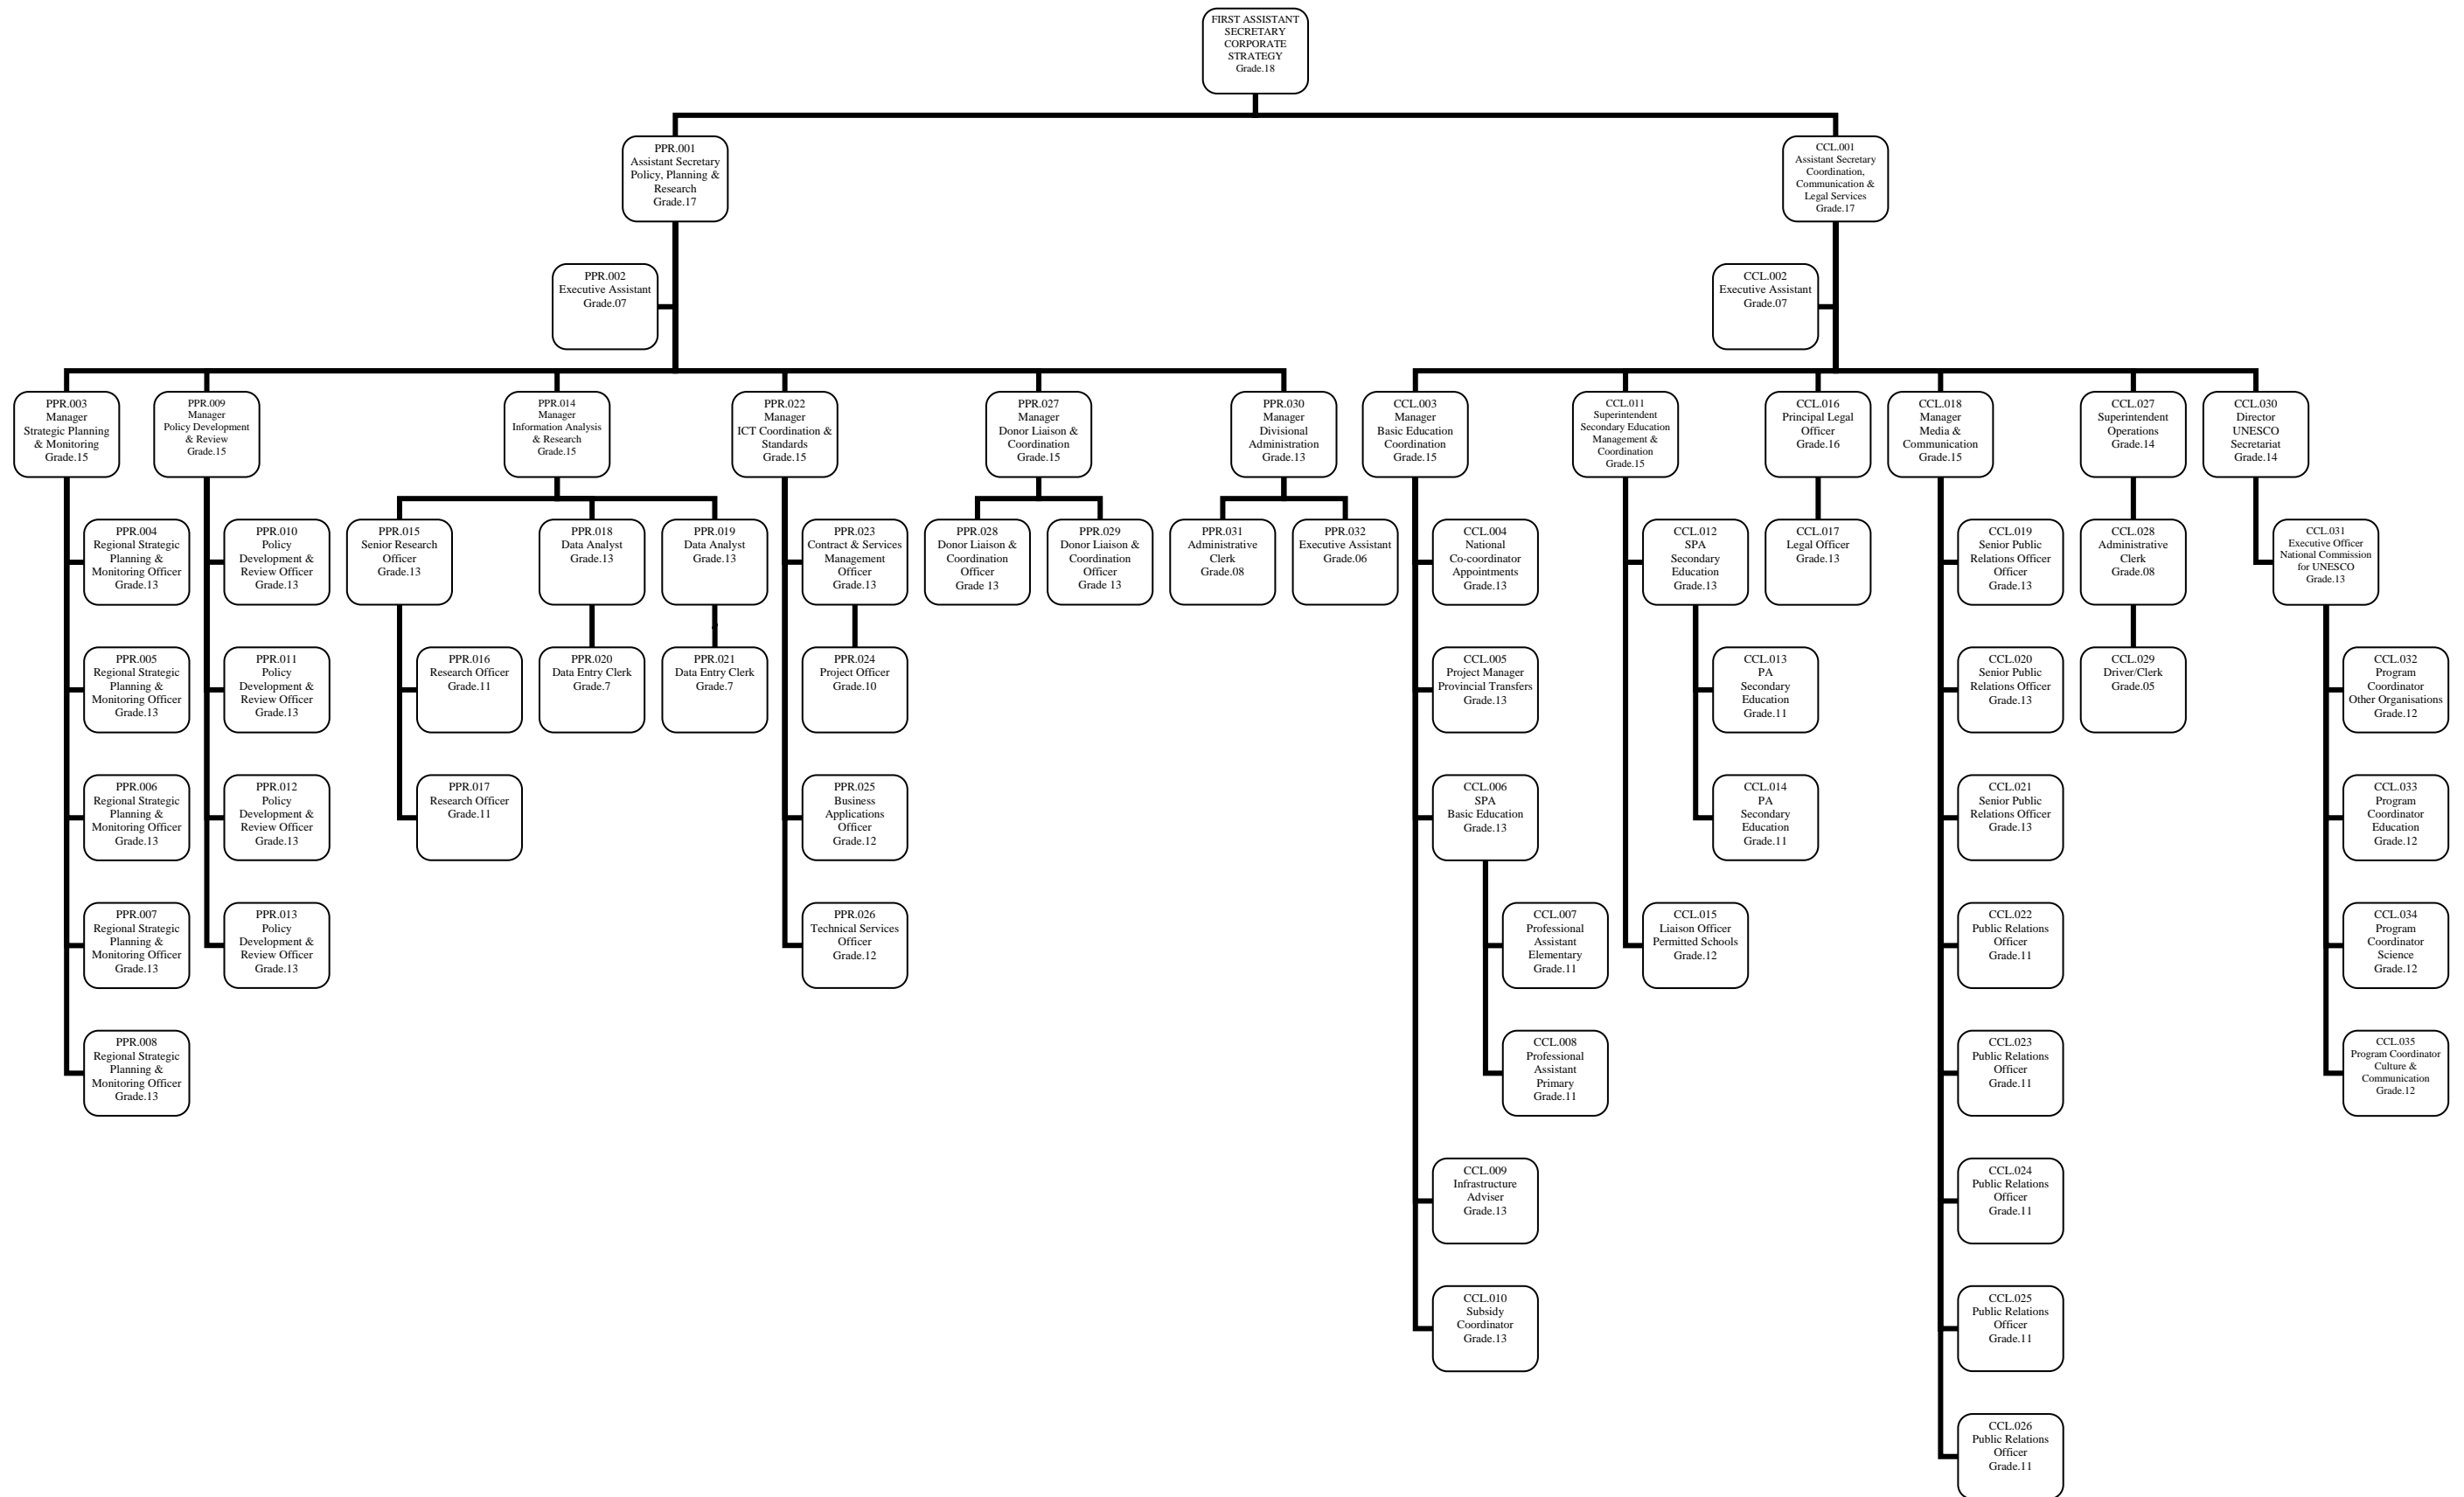 FIRST ASSISTANT
SECRETARY
CORPORATE
STRATEGY
Grade.18
PPR.001
Assistant Secretary
Policy, Planning &
Research
Grade.17
CCL.001
Assistant Secretary
Coordination,
Communication &
Legal Services
Grade.17
PPR.002
Executive Assistant
Grade.07
CCL.002
Executive Assistant
Grade.07
PPR.003
Manager
Strategic Planning
& Monitoring
Grade.15
PPR.009
Manager
Policy Development
& Review
Grade.15
PPR.014
Manager
Information Analysis
& Research
Grade.15
PPR.022
Manager
ICT Coordination &
Standards
Grade.15
PPR.027
Manager
Donor Liaison &
Coordination
Grade.15
PPR.030
Manager
Divisional
Administration
Grade.13
CCL.003
Manager
Basic Education
Coordination
Grade.15
CCL.011
Superintendent
Secondary Education
Management &
Coordination
Grade.15
CCL.016
Principal Legal
Officer
Grade.16
CCL.018
Manager
Media &
Communication
Grade.15
CCL.027
Superintendent
Operations
Grade.14
CCL.030
Director
UNESCO
Secretariat
Grade.14
PPR.004
Regional Strategic
Planning &
Monitoring Officer
Grade.13
PPR.010
Policy
Development &
Review Officer
Grade.13
PPR.015
Senior Research
Officer
Grade.13
PPR.018
Data Analyst
Grade.13
PPR.019
Data Analyst
Grade.13
PPR.023
Contract & Services
Management
Officer
Grade.13
PPR.028
Donor Liaison &
Coordination
Officer
Grade 13
PPR.029
Donor Liaison &
Coordination
Officer
Grade 13
PPR.031
Administrative
Clerk
Grade.08
PPR.032
Executive Assistant
Grade.06
CCL.004
National
Co-coordinator
Appointments
Grade.13
CCL.012
SPA
Secondary
Education
Grade.13
CCL.017
Legal Officer
Grade.13
CCL.019
Senior Public
Relations Officer
Officer
Grade.13
CCL.028
Administrative
Clerk
Grade.08
CCL.031
Executive Officer
National Commission
for UNESCO
Grade.13
PPR.005
Regional Strategic
Planning &
Monitoring Officer
Grade.13
PPR.011
Policy
Development &
Review Officer
Grade.13
PPR.016
Research Officer
Grade.11
PPR.020
Data Entry Clerk
Grade.7
PPR.021
Data Entry Clerk
Grade.7
PPR.024
Project Officer
Grade.10
CCL.005
Project Manager
Provincial Transfers
Grade.13
CCL.013
PA
Secondary
Education
Grade.11
CCL.020
Senior Public
Relations Officer
Grade.13
CCL.029
Driver/Clerk
Grade.05
CCL.032
Program
Coordinator
Other Organisations
Grade.12
PPR.006
Regional Strategic
Planning &
Monitoring Officer
Grade.13
PPR.012
Policy
Development &
Review Officer
Grade.13
PPR.017
Research Officer
Grade.11
PPR.025
Business
Applications
Officer
Grade.12
CCL.006
SPA
Basic Education
Grade.13
CCL.014
PA
Secondary
Education
Grade.11
CCL.021
Senior Public
Relations Officer
Grade.13
CCL.033
Program
Coordinator
Education
Grade.12
PPR.007
Regional Strategic
Planning &
Monitoring Officer
Grade.13
PPR.013
Policy
Development &
Review Officer
Grade.13
PPR.026
Technical Services
Officer
Grade.12
CCL.007
Professional
Assistant
Elementary
Grade.11
CCL.015
Liaison Officer
Permitted Schools
Grade.12
CCL.022
Public Relations
Officer
Grade.11
CCL.034
Program
Coordinator
Science
Grade.12
PPR.008
Regional Strategic
Planning &
Monitoring Officer
Grade.13
CCL.008
Professional
Assistant
Primary
Grade.11
CCL.023
Public Relations
Officer
Grade.11
CCL.035
Program Coordinator
Culture &
Communication
Grade.12
CCL.009
Infrastructure
Adviser
Grade.13
CCL.024
Public Relations
Officer
Grade.11
CCL.010
Subsidy
Coordinator
Grade.13
CCL.025
Public Relations
Officer
Grade.11
CCL.026
Public Relations
Officer
Grade.11